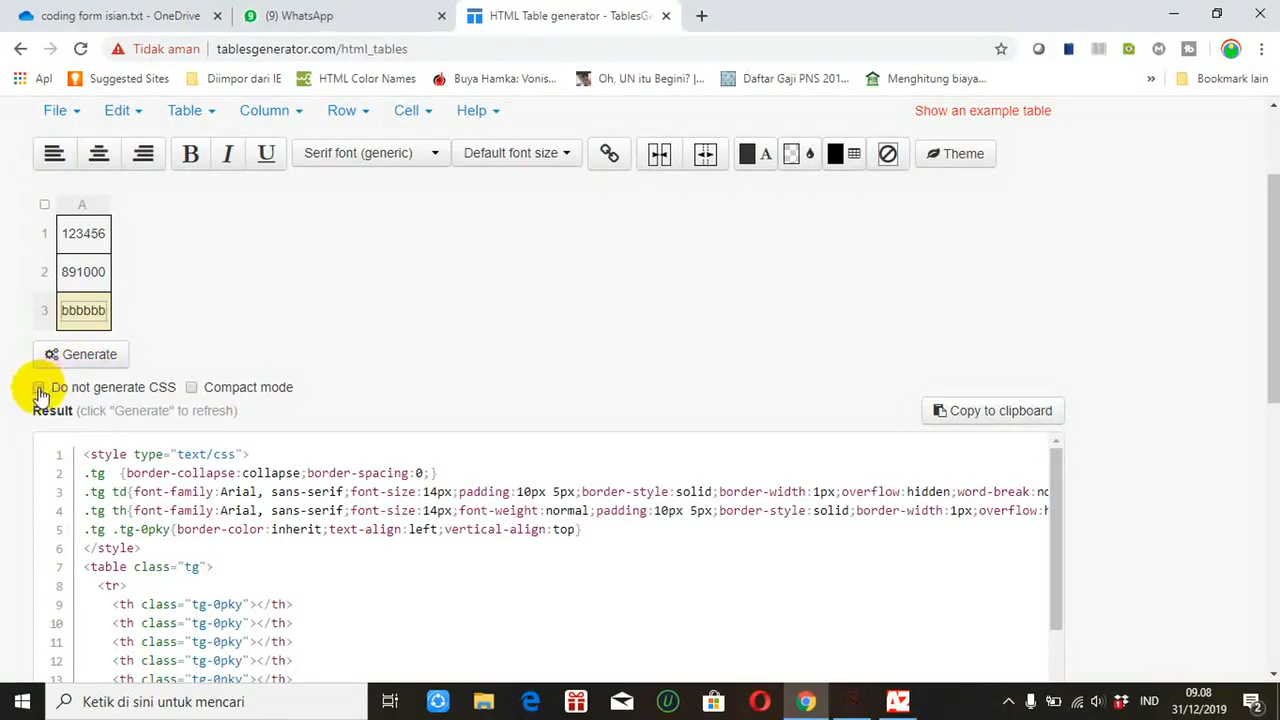 coding form isian.txt - OneDrive
(9) WhatsApp
HTML Table generator - TablesGe
Tidak aman
tablesgenerator.com/html_tables
Apl
Suggested Sites
Diimpor dari IE
HTML Color Names
Buya Hamka: Vonis...
Oh, UN itu Begini? |...
Daftar Gaji PNS 201...
Menghitung biaya...
»
Bookmark lain
File
Edit
Table
Column
Row
Cell
Help
Show an example table
B
I
U
Serif font (generic)
Default font size
A
Theme
A
1
123456
2
891000
3
bbbbbb
Generate
Do not generate CSS
Compact mode
Result (click "Generate" to refresh)
Copy to clipboard
1 <style type="text/css">
2 .tg  {border-collapse:collapse;border-spacing:0;}
3 .tg td{font-family:Arial, sans-serif;font-size:14px;padding:10px 5px;border-style:solid;border-width:1px;overflow:hidden;word-break:no
4 .tg th{font-family:Arial, sans-serif;font-size:14px;font-weight:normal;padding:10px 5px;border-style:solid;border-width:1px;overflow:h
5 .tg .tg-0pky{border-color:inherit;text-align:left;vertical-align:top}
6 </style>
7 <table class="tg">
8 <tr>
9 <th class="tg-0pky"></th>
10 <th class="tg-0pky"></th>
11 <th class="tg-0pky"></th>
12 <th class="tg-0pky"></th>
13 <th class="tg-0pky"></th>
Ketik di sini untuk mencari
IND
09.08
31/12/2019
2